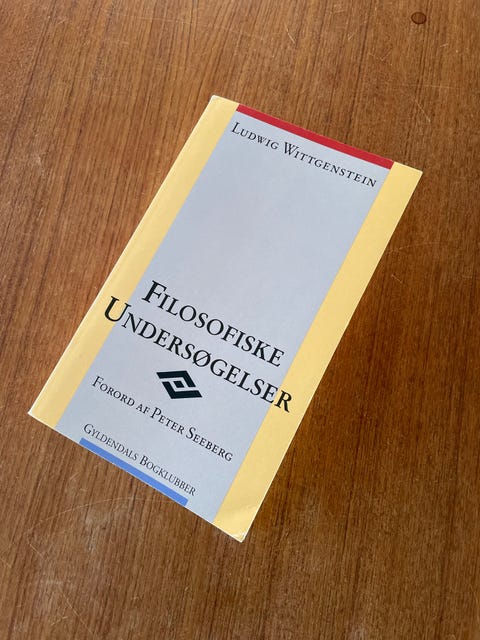 Ludwig Wittgenstein
Filosofiske
Undersøgelser
Forord af Peter Seeberg
Gyldendals Bogklubber